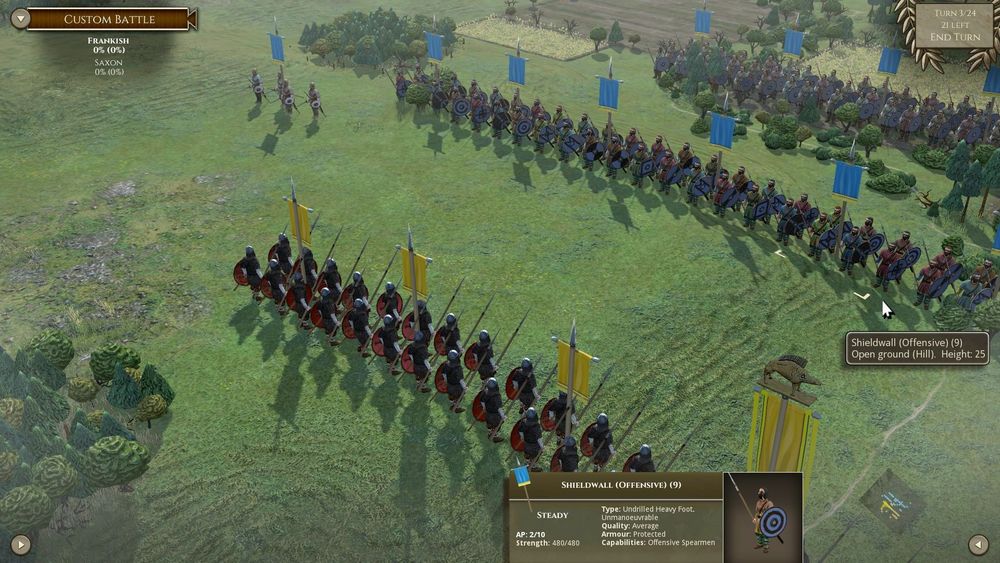 CUSTOM BATTLE
FRANKISH
0% (0%)
SAXON
0% (0%)
TURN 3/24
21 LEFT
END TURN
Shieldwall (Offensive) (9)
Open ground (Hill). Height: 25
SHIELDWALL (OFFENSIVE) (9)
STEADY
AP: 2/10
Strength: 480/480
Type: Undrilled Heavy Foot.
Unmanoeuvrable
Quality: Average
Armour: Protected
Capabilities: Offensive Spearmen